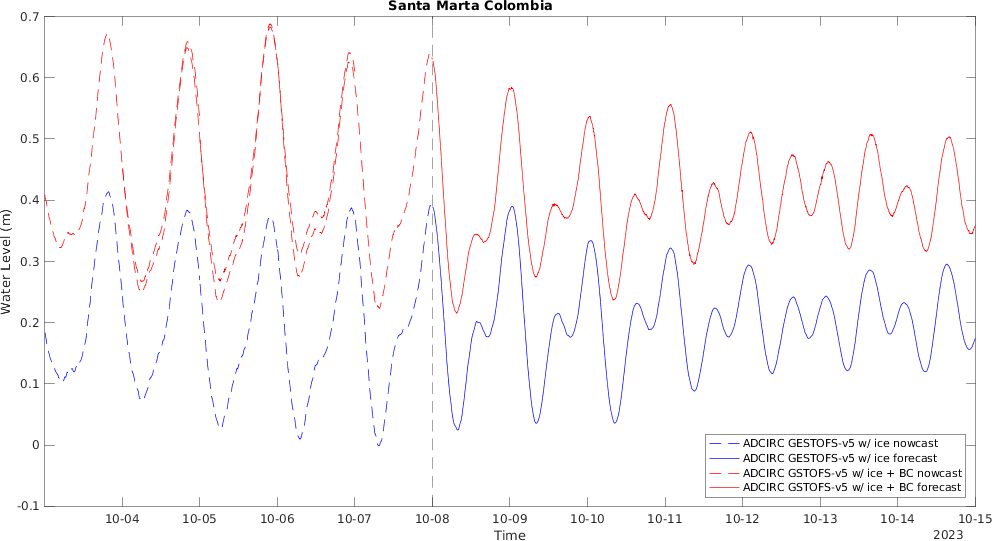 Santa Marta Colombia
0.7
0.6
0.5
0.4
0.3
0.2
0.1
0
-0.1
Water Level (m)
10-04 10-05 10-06 10-07 10-08 10-09 10-10 10-11 10-12 10-13 10-14 10-15
Time
2023
ADCIRC GESTOFS-v5 w/ ice nowcast
ADCIRC GESTOFS-v5 w/ ice forecast
ADCIRC GSTOFS-v5 w/ ice + BC nowcast
ADCIRC GSTOFS-v5 w/ ice + BC forecast